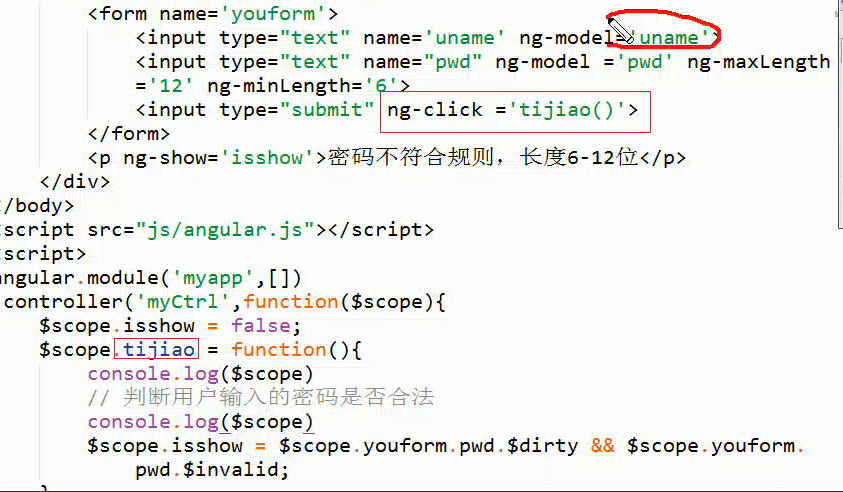 <form name='youform'>
<input type="text" name='uname' ng-model='uname'>
<input type="text" name="pwd" ng-model ='pwd' ng-maxLength
='12' ng-minLength='6'>
<input type="submit" ng-click ='tijiao()'>
</form>
<p ng-show='isshow'>密码不符合规则，长度6-12位</p>
</div>
/body>
script src="js/angular.js"></script>
script>
angular.module('myapp',[])
controller('myCtrl',function($scope){
$scope.isshow = false;
$scope.tijiao = function(){
console.log($scope)
// 判断用户输入的密码是否合法
console.log($scope)
$scope.isshow = $scope.youform.pwd.$dirty && $scope.youform.
pwd.$invalid;